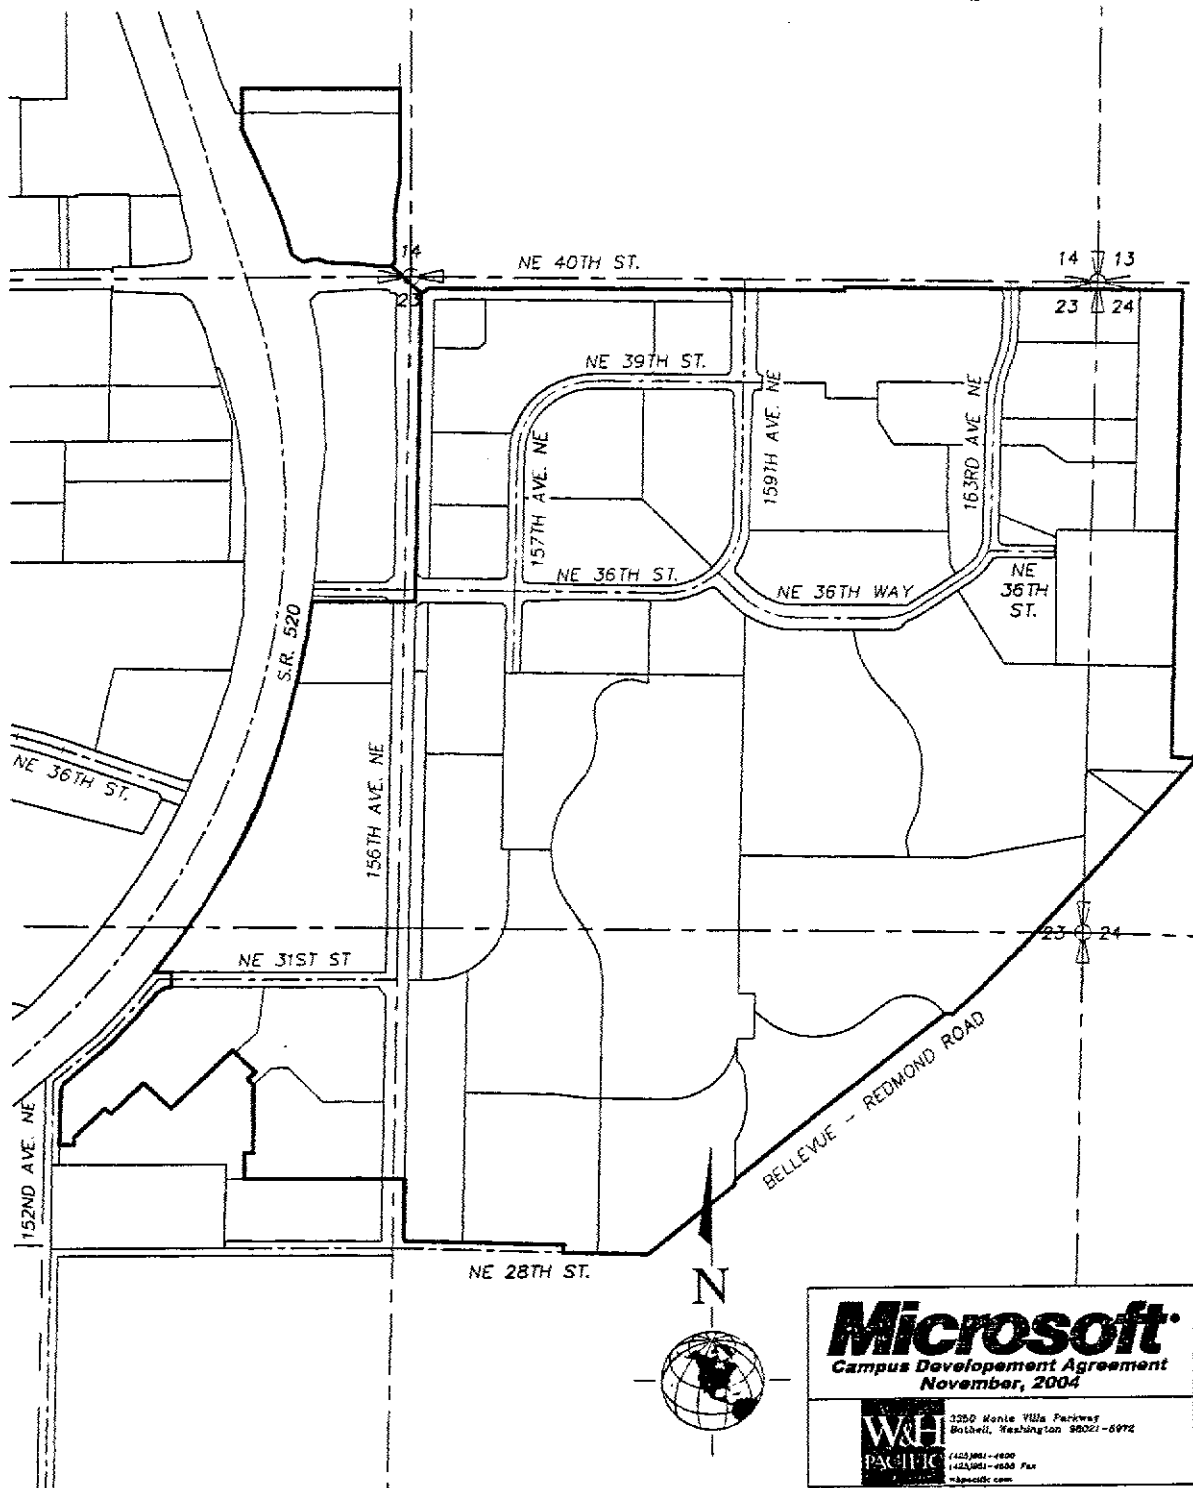 14
NE 40TH ST.
23
14 13
23 24
NE 39TH ST.
157TH AVE. NE
159TH AVE. NE
163RD AVE NE
NE 36TH ST.
NE 36TH WAY
NE
36TH
ST.
S.R. 520
NE 36TH ST.
156TH AVE. NE
23 24
NE 31ST ST
BELLEVUE - REDMOND ROAD
152ND AVE. NE
NE 28TH ST.
N
Microsoft
Campus Developement Agreement
November, 2004
W&H
PACIFIC
3350 Monte Villa Parkway
Bothell, Washington 98021-8972
Fax
whpacific.com